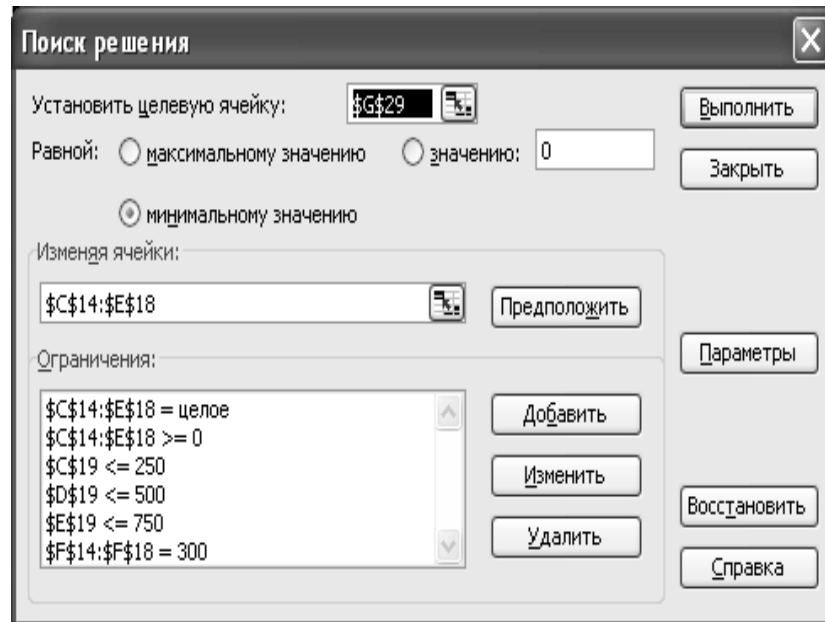 Поиск решения
Установить целевую ячейку: $G$29
Выполнить
Равной: максимальному значению значению: 0
Закрыть
минимальному значению
Изменяя ячейки:
$C$14:$E$18
Предположить
Параметры
Ограничения:
$C$14:$E$18 = целое
$C$14:$E$18 >= 0
$C$19 <= 250
$D$19 <= 500
$E$19 <= 750
$F$14:$F$18 = 300
Добавить
Изменить
Удалить
Восстановить
Справка